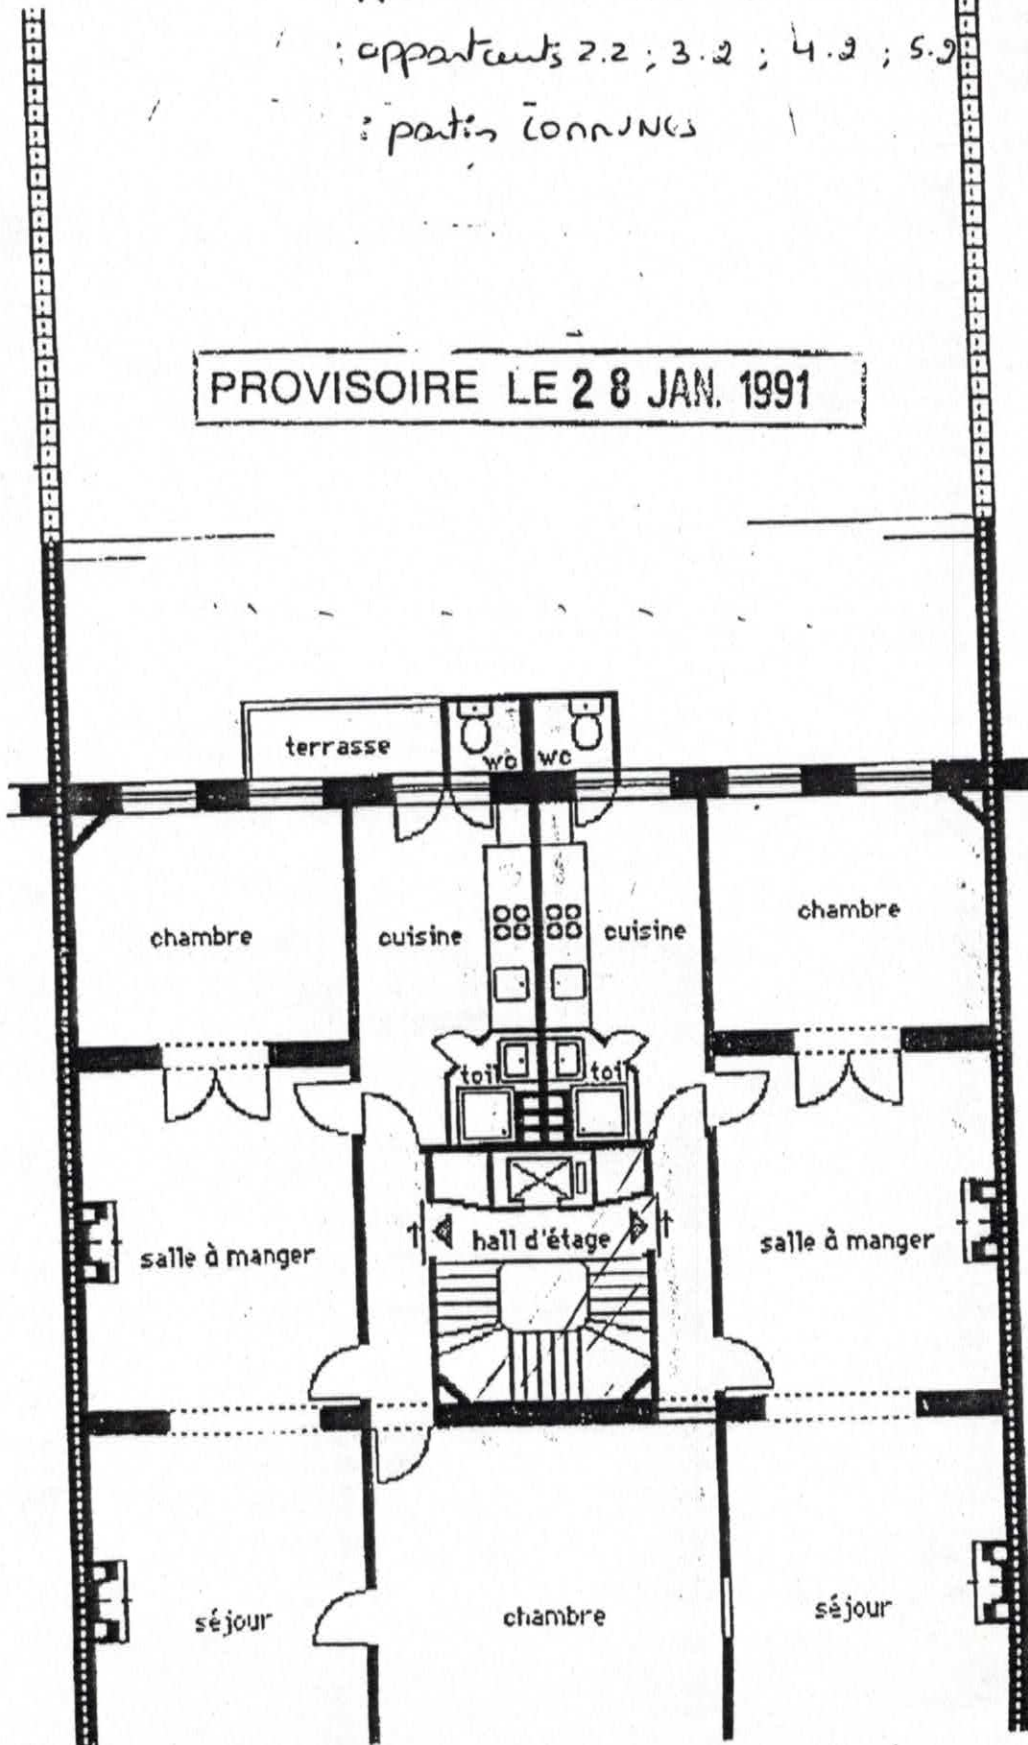 : appartements 2.2 ; 3.2 ; 4.2 ; 5.2
: parties COMMUNES
PROVISOIRE LE 28 JAN. 1991
terrasse
wc
wc
chambre
cuisine
cuisine
chambre
toil
toil
salle à manger
hall d'étage
salle à manger
séjour
chambre
séjour